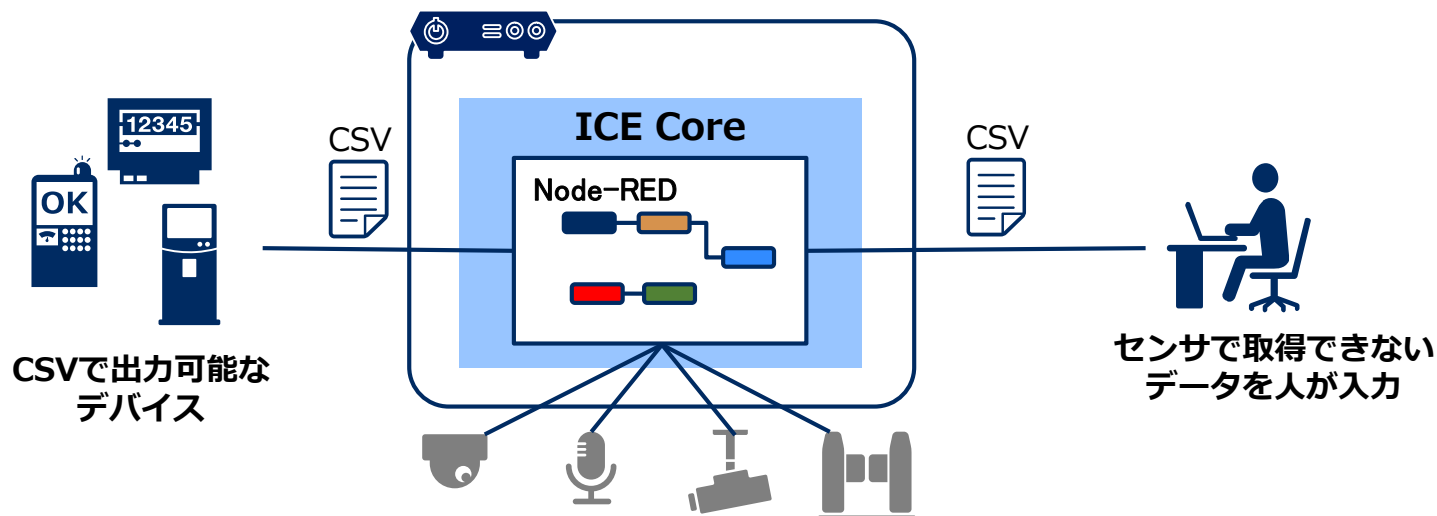 12345
OK
CSVで出力可能な
デバイス
CSV
ICE Core
Node-RED
CSV
センサで取得できない
データを人が入力